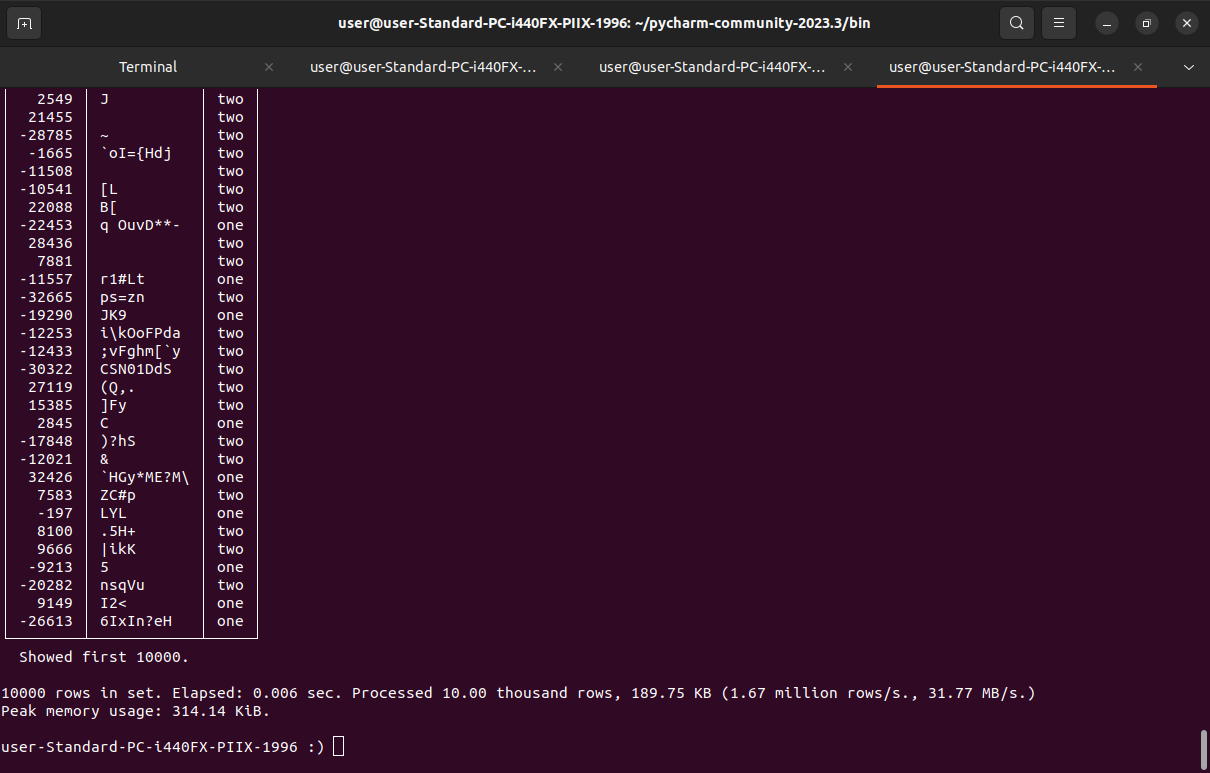 user@user-Standard-PC-i440FX-PIIX-1996: ~/pycharm-community-2023.3/bin
Terminal user@user-Standard-PC-i440FX-... user@user-Standard-PC-i440FX-... user@user-Standard-PC-i440FX-...
2549 J two
21455 two
-28785 ~ two
-1665 `oI={Hdj two
-11508 two
-10541 [L two
22088 B[ two
-22453 q OuvD**- one
28436 two
7881 two
-11557 r1#Lt one
-32665 ps=zn two
-19290 JK9 one
-12253 i\kOoFPda two
-12433 ;vFghm[`y two
-30322 CSN01DdS two
27119 (Q,. two
15385 ]Fy two
2845 C one
-17848 )?hS two
-12021 & two
32426 `HGy*ME?M\ one
7583 ZC#p two
-197 LYL one
8100 .5H+ two
9666 |ikK two
-9213 5 one
-20282 nsqVu two
9149 I2< one
-26613 6IxIn?eH one
Showed first 10000.
10000 rows in set. Elapsed: 0.006 sec. Processed 10.00 thousand rows, 189.75 KB (1.67 million rows/s., 31.77 MB/s.)
Peak memory usage: 314.14 KiB.
user-Standard-PC-i440FX-PIIX-1996 :)